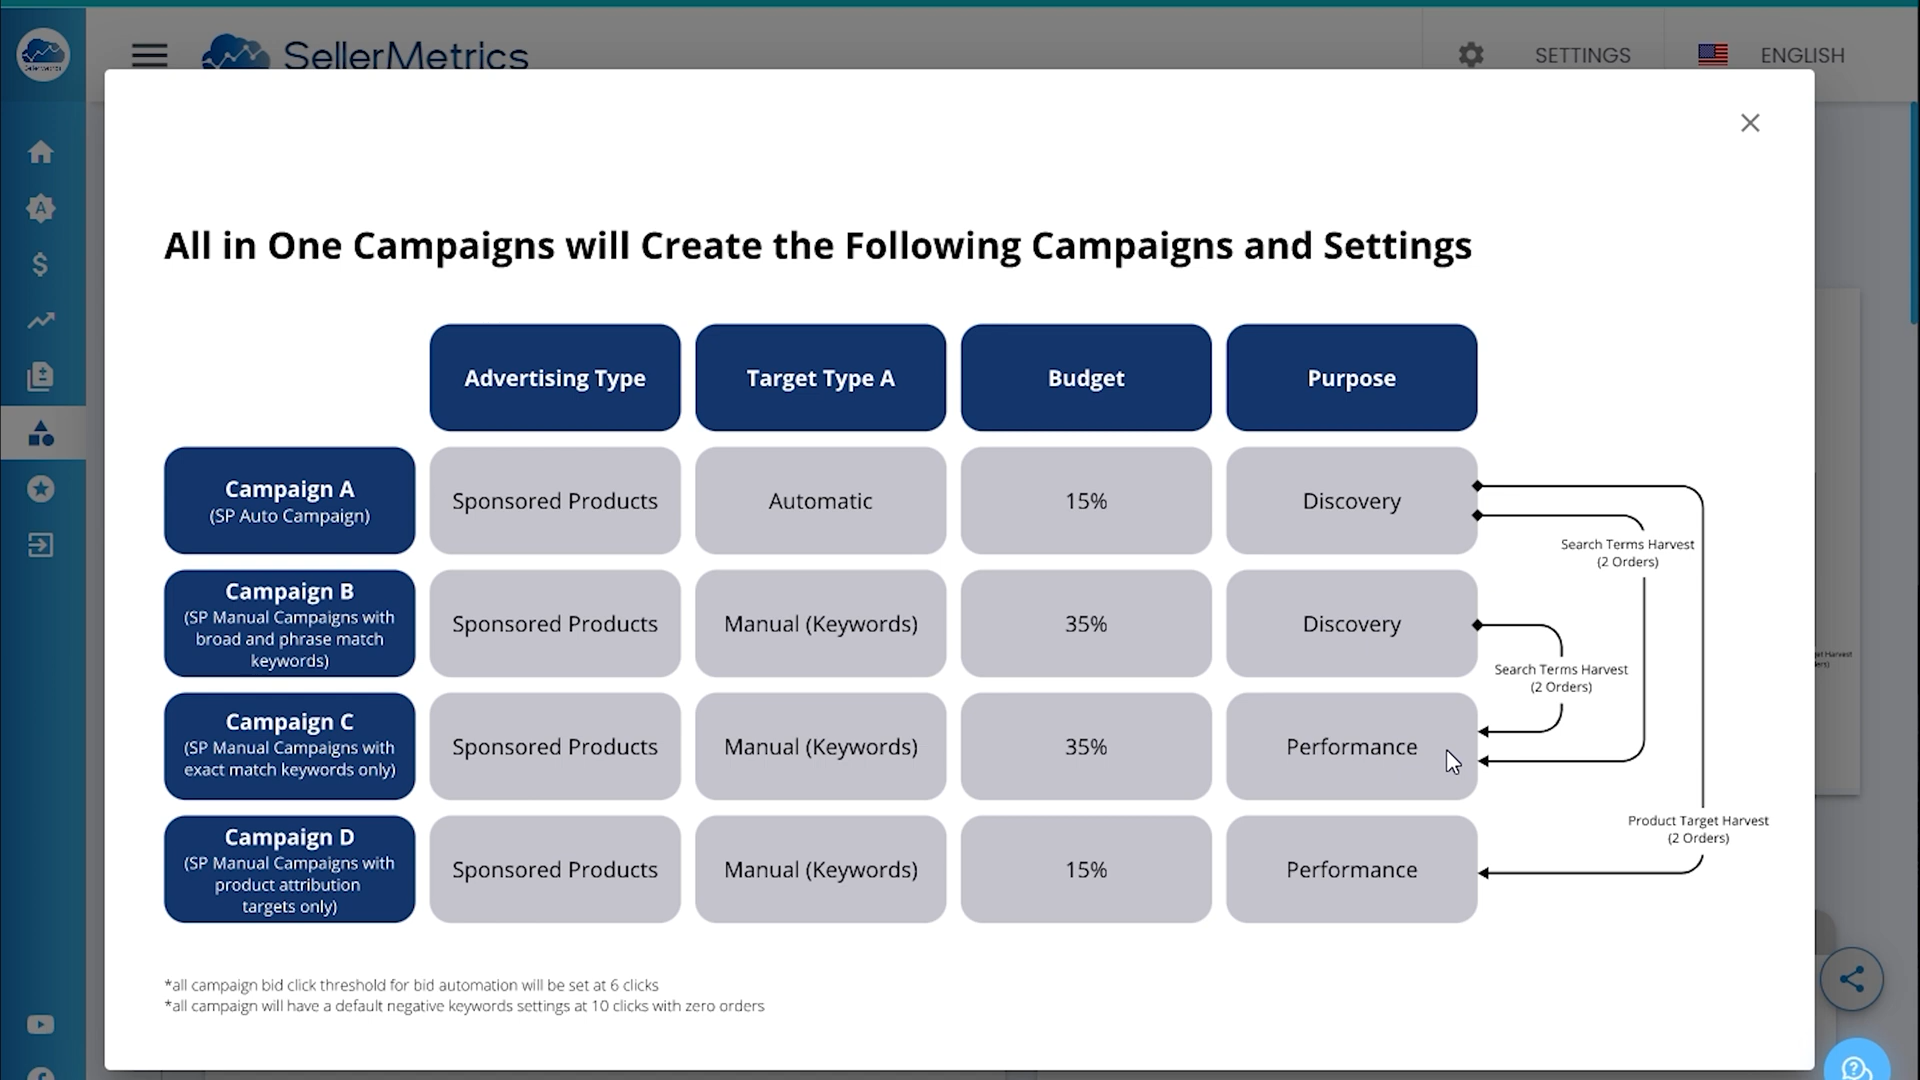 SellerMetrics
SETTINGS
ENGLISH
All in One Campaigns will Create the Following Campaigns and Settings
Advertising Type
Target Type A
Budget
Purpose
Campaign A
(SP Auto Campaign)
Sponsored Products
Automatic
15%
Discovery
Search Terms Harvest
(2 Orders)
Campaign B
(SP Manual Campaigns with
broad and phrase match
keywords)
Sponsored Products
Manual (Keywords)
35%
Discovery
Search Terms Harvest
(2 Orders)
Campaign C
(SP Manual Campaigns with
exact match keywords only)
Sponsored Products
Manual (Keywords)
35%
Performance
Campaign D
(SP Manual Campaigns with
product attribution
targets only)
Sponsored Products
Manual (Keywords)
15%
Performance
Product Target Harvest
(2 Orders)
*all campaign bid click threshold for bid automation will be set at 6 clicks
*all campaign will have a default negative keywords settings at 10 clicks with zero orders